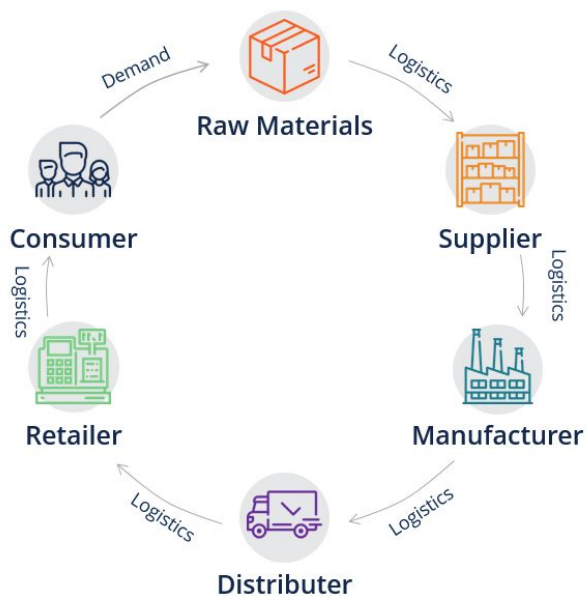 Demand
Raw Materials
Logistics
Supplier
Logistics
Manufacturer
Logistics
Distributer
Logistics
Retailer
Logistics
Consumer